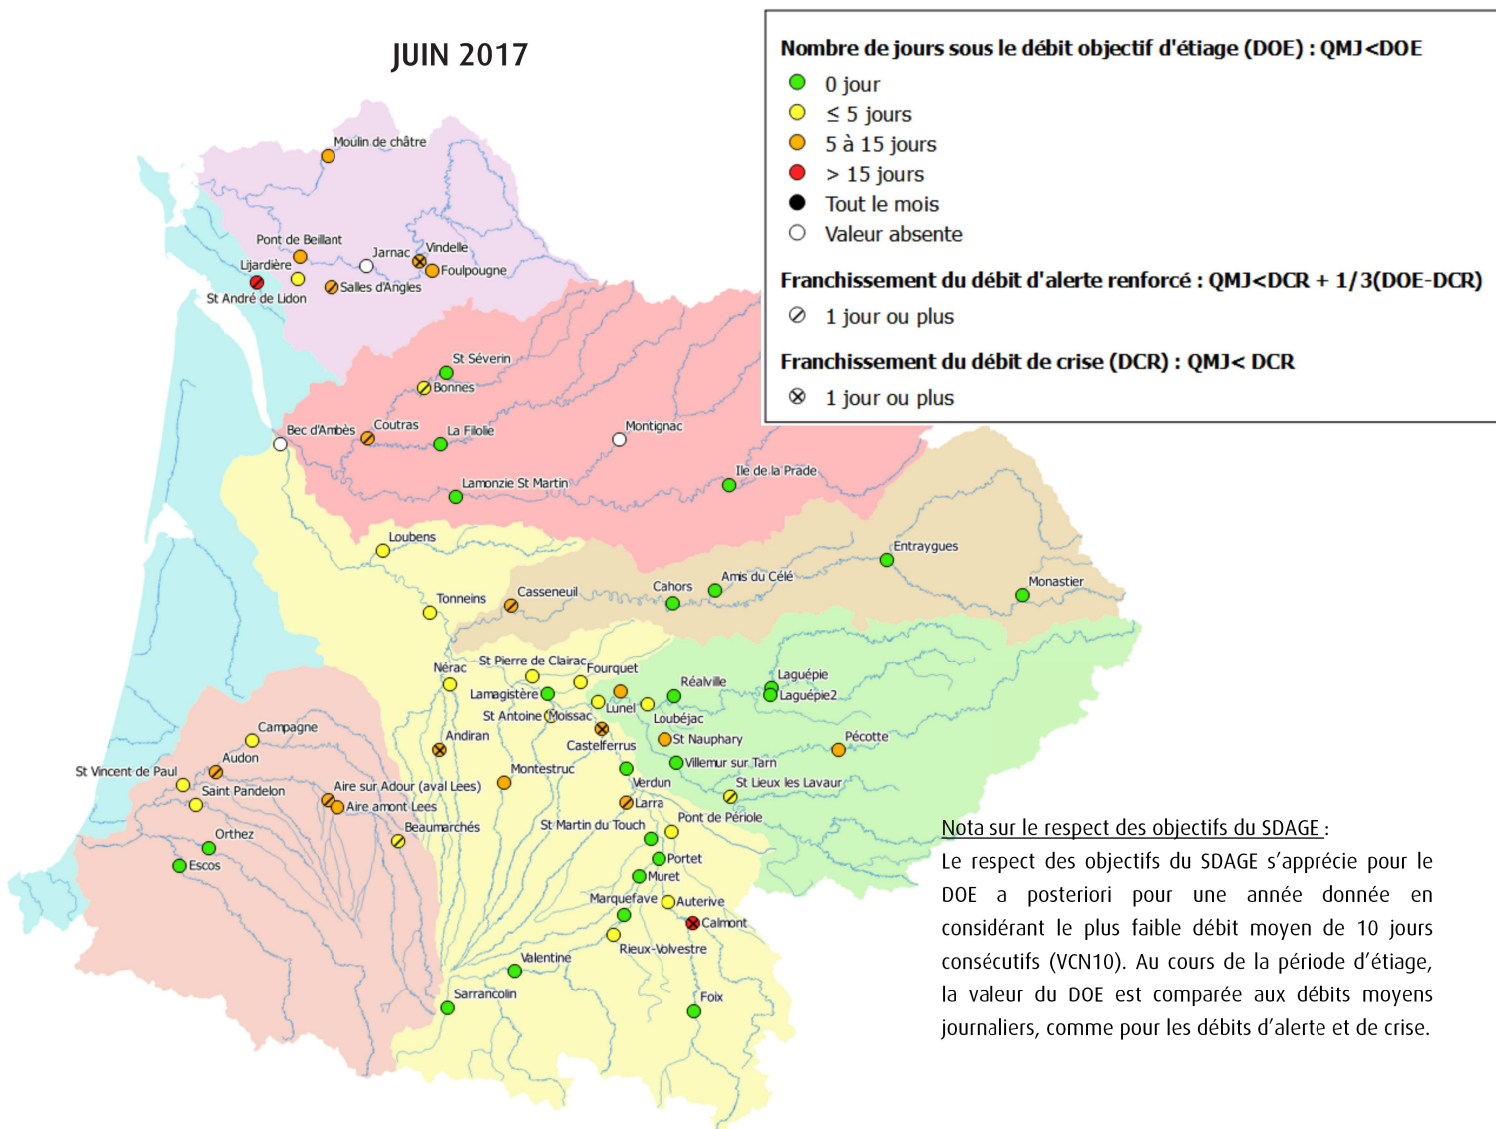 JUIN 2017
Nombre de jours sous le débit objectif d'étiage (DOE) : QMJ<DOE
0 jour
≤ 5 jours
5 à 15 jours
> 15 jours
Tout le mois
Valeur absente
Franchissement du débit d'alerte renforcé : QMJ<DCR + 1/3(DOE-DCR)
1 jour ou plus
Franchissement du débit de crise (DCR) : QMJ< DCR
1 jour ou plus
Moulin de châtre
Pont de Beillant
Jarnac
Vindelle
Lijardière
Foulpougne
Salles d'Angles
St André de Lidon
St Séverin
Bonnes
Bec d'Ambès
Coutras
La Filolie
Montignac
Lamonzie St Martin
Ile de la Prade
Loubens
Entraygues
Amis du Célé
Cahors
Monastier
Casseneuil
Tonneins
St Pierre de Clairac
Fourquet
Nérac
Lamagistère
Réalville
Laguépie
Laguépie2
Lunel
St Antoine
Moissac
Loubéjac
Campagne
Andiran
Castelferrus
St Nauphary
Pécotte
Audon
St Vincent de Paul
Montestruc
Villemur sur Tarn
Verdun
St Lieux les Lavaur
Saint Pandelon
Aire sur Adour (aval Lees)
Aire amont Lees
Larra
Pont de Périole
Orthez
Beaumarchés
St Martin du Touch
Escos
Portet
Muret
Marquefave
Auterive
Calmont
Rieux-Volvestre
Valentine
Sarrancolin
Foix
Nota sur le respect des objectifs du SDAGE :
Le respect des objectifs du SDAGE s'apprécie pour le
DOE a posteriori pour une année donnée en
considérant le plus faible débit moyen de 10 jours
consécutifs (VCN10). Au cours de la période d'étiage,
la valeur du DOE est comparée aux débits moyens
journaliers, comme pour les débits d'alerte et de crise.